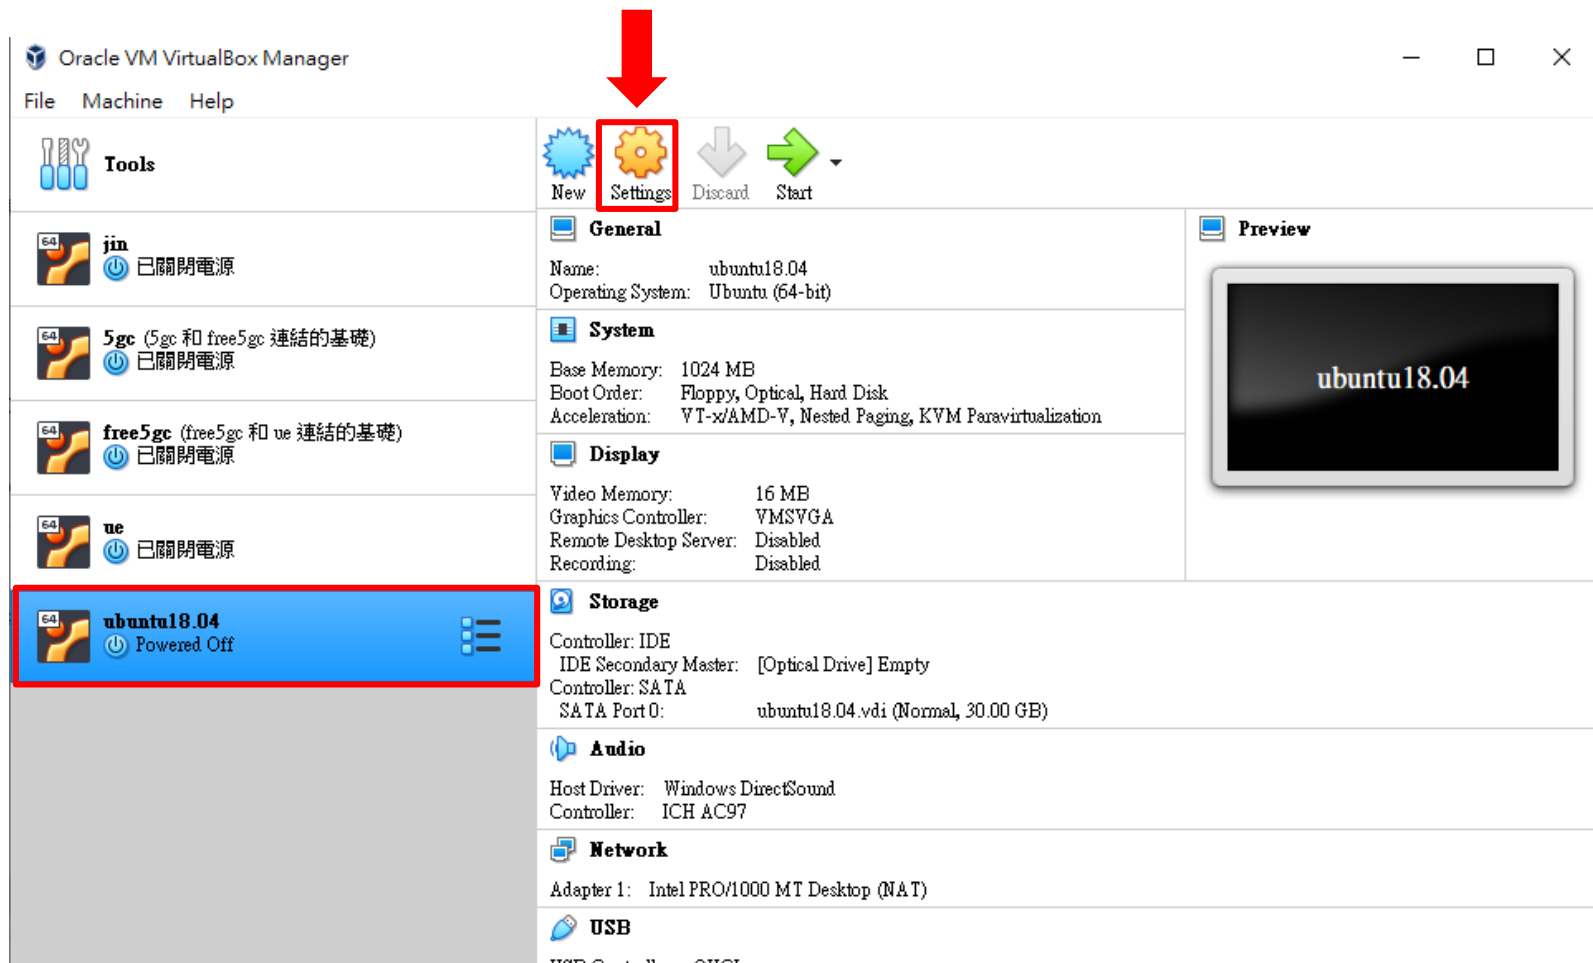 Oracle VM VirtualBox Manager
File Machine Help
Tools
New Settings Discard Start
64 jin
已關閉電源
64 5gc (5gc 和 free5gc 連結的基礎)
已關閉電源
64 free5gc (free5gc 和 ue 連結的基礎)
已關閉電源
64 ue
已關閉電源
64 ubuntu18.04
Powered Off
General
Name: ubuntu18.04
Operating System: Ubuntu (64-bit)
System
Base Memory: 1024 MB
Boot Order: Floppy, Optical, Hard Disk
Acceleration: VT-x/AMD-V, Nested Paging, KVM Paravirtualization
Display
Video Memory: 16 MB
Graphics Controller: VMSVGA
Remote Desktop Server: Disabled
Recording: Disabled
Preview
ubuntu18.04
Storage
Controller: IDE
IDE Secondary Master: [Optical Drive] Empty
Controller: SATA
SATA Port 0: ubuntu18.04.vdi (Normal, 30.00 GB)
Audio
Host Driver: Windows DirectSound
Controller: ICH AC97
Network
Adapter 1: Intel PRO/1000 MT Desktop (NAT)
USB